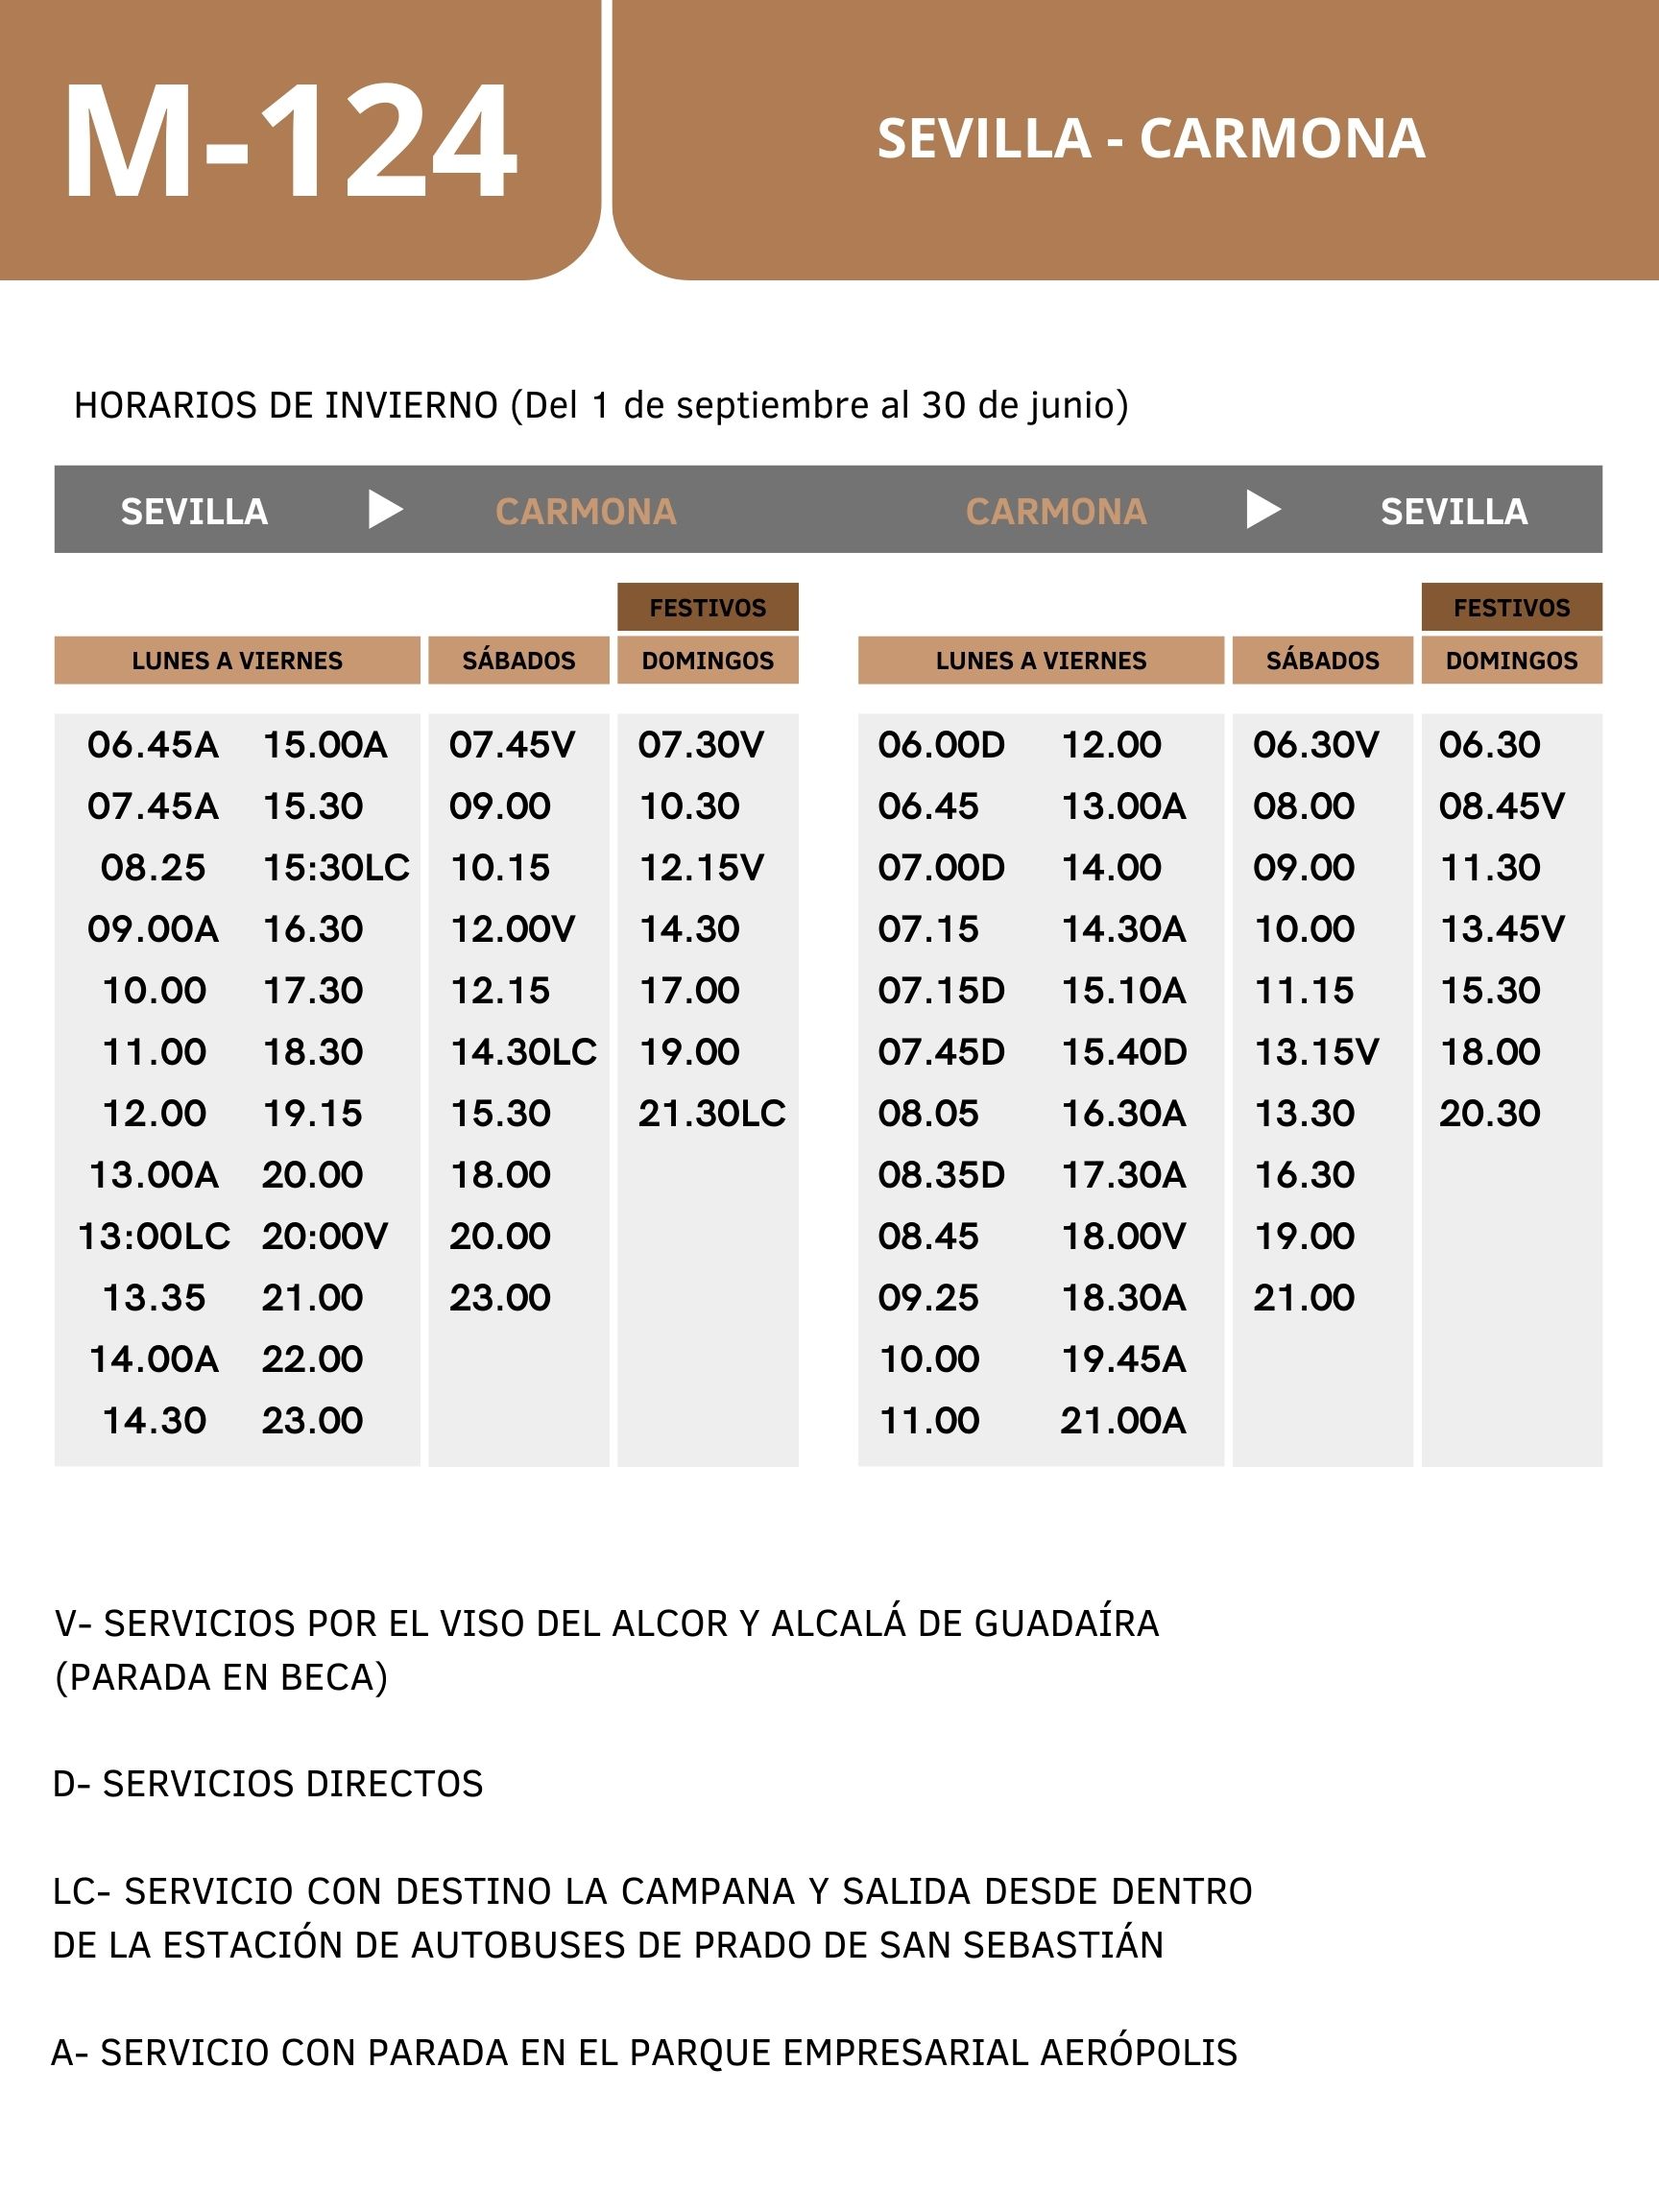 M-124
SEVILLA - CARMONA
HORARIOS DE INVIERNO (Del 1 de septiembre al 30 de junio)
SEVILLA CARMONA CARMONA SEVILLA
FESTIVOS FESTIVOS
LUNES A VIERNES SÁBADOS DOMINGOS LUNES A VIERNES SÁBADOS DOMINGOS
06.45A 15.00A 07.45V 07.30V 06.00D 12.00 06.30V 06.30
07.45A 15.30 09.00 10.30 06.45 13.00A 08.00 08.45V
08.25 15:30LC 10.15 12.15V 07.00D 14.00 09.00 11.30
09.00A 16.30 12.00V 14.30 07.15 14.30A 10.00 13.45V
10.00 17.30 12.15 17.00 07.15D 15.10A 11.15 15.30
11.00 18.30 14.30LC 19.00 07.45D 15.40D 13.15V 18.00
12.00 19.15 15.30 21.30LC 08.05 16.30A 13.30 20.30
13.00A 20.00 18.00 08.35D 17.30A 16.30
13:00LC 20:00V 20.00 08.45 18.00V 19.00
13.35 21.00 23.00 09.25 18.30A 21.00
14.00A 22.00 10.00 19.45A
14.30 23.00 11.00 21.00A
V- SERVICIOS POR EL VISO DEL ALCOR Y ALCALÁ DE GUADAÍRA
(PARADA EN BECA)
D- SERVICIOS DIRECTOS
LC- SERVICIO CON DESTINO LA CAMPANA Y SALIDA DESDE DENTRO
DE LA ESTACIÓN DE AUTOBUSES DE PRADO DE SAN SEBASTIÁN
A- SERVICIO CON PARADA EN EL PARQUE EMPRESARIAL AERÓPOLIS